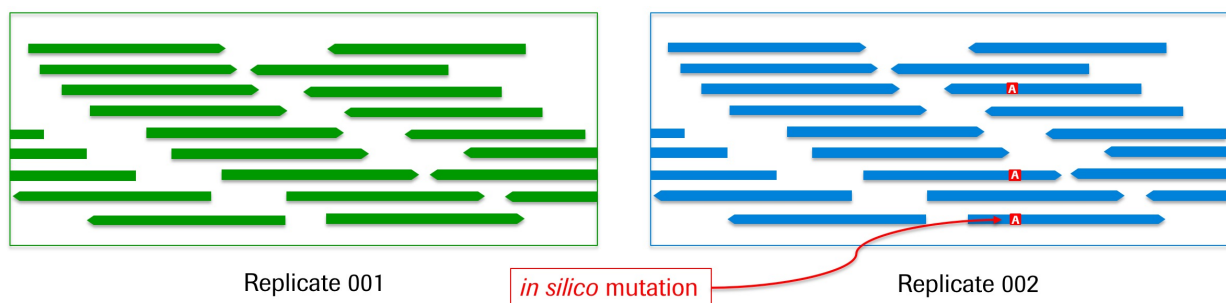 A
A
A
Replicate 001
in silico mutation
Replicate 002